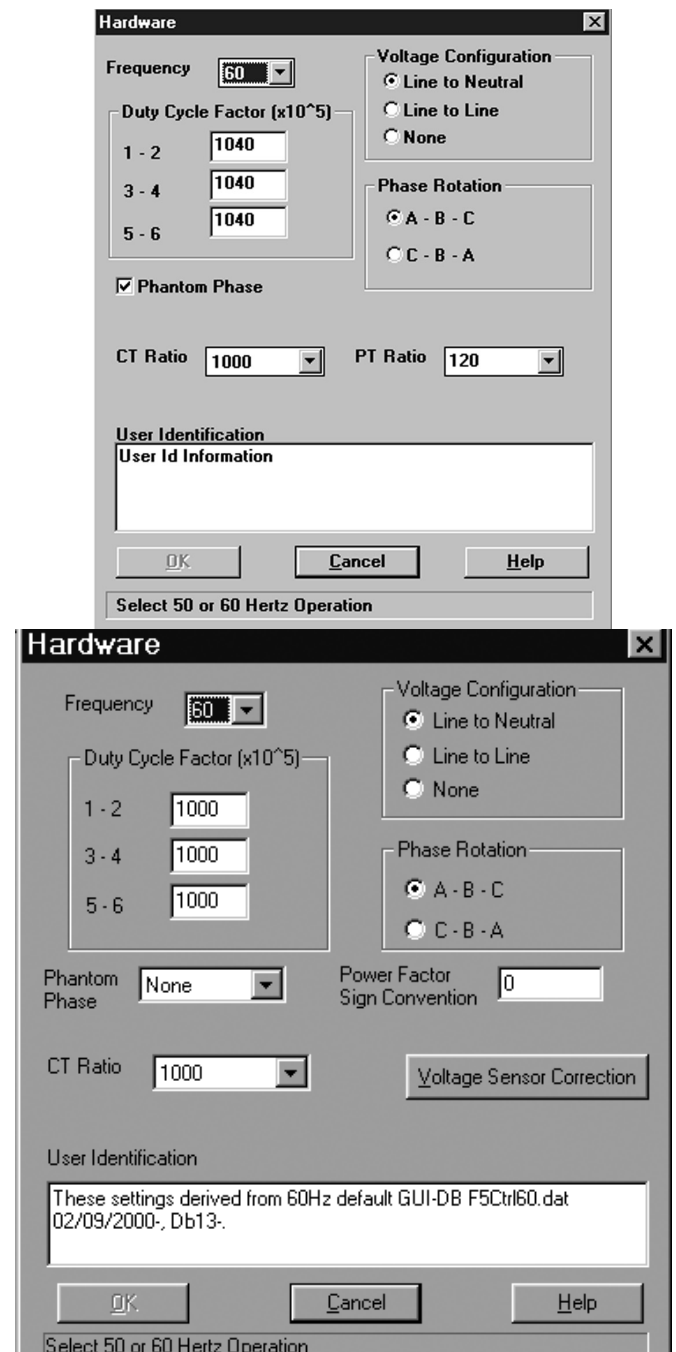 Hardware
Frequency 60
Voltage Configuration
Line to Neutral
Line to Line
None
Duty Cycle Factor (x10^5)
1 - 2 1040
3 - 4 1040
5 - 6 1040
Phase Rotation
A - B - C
C - B - A
Phantom Phase
CT Ratio 1000 PT Ratio 120
User Identification
User Id Information
OK Cancel Help
Select 50 or 60 Hertz Operation
Hardware
Frequency 60
Voltage Configuration
Line to Neutral
Line to Line
None
Duty Cycle Factor (x10^5)
1 - 2 1000
3 - 4 1000
5 - 6 1000
Phase Rotation
A - B - C
C - B - A
Phantom
Phase
None
Power Factor
Sign Convention
0
CT Ratio 1000
Voltage Sensor Correction
User Identification
These settings derived from 60Hz default GUI-DB F5Ctrl60.dat
02/09/2000-, Db13-.
OK Cancel Help
Select 50 or 60 Hertz Operation